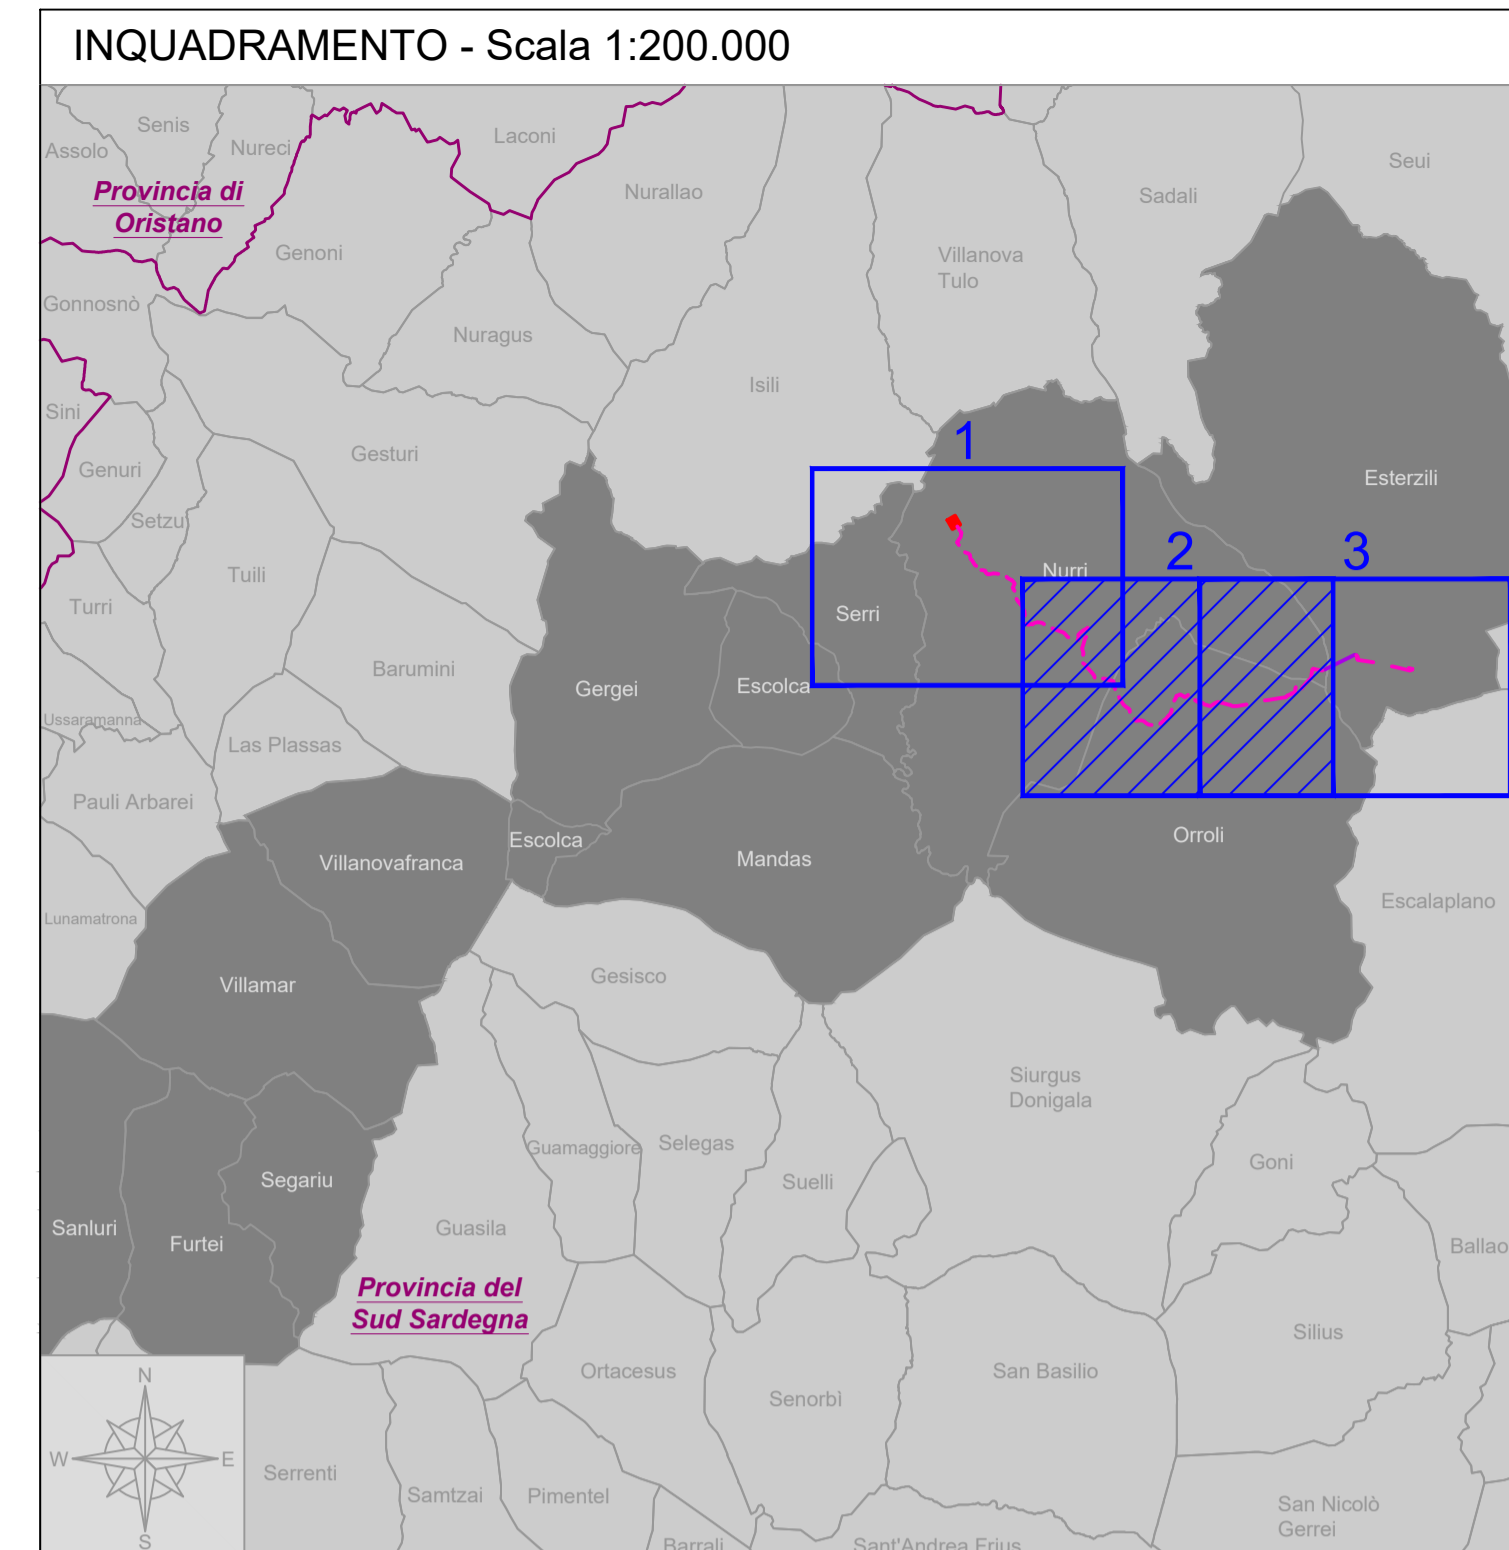 INQUADRAMENTO - Scala 1:200.000
Senis
Assolo
Nureci
Laconi
Provincia di
Oristano
Nurallao
Seui
Sadali
Genoni
Villanova
Tulo
Gonnosnò
Nuragus
Isili
Sini
Genuri
Gesturi
1
Esterzili
Setzu
2
3
Tuili
Nurri
Turri
Serri
Barumini
Gergei
Escolca
Ussaramanna
Las Plassas
Pauli Arbarei
Escolca
Villanovafranca
Mandas
Orroli
Lunamatrona
Escalaplano
Villamar
Gesisco
Siurgus
Donigala
Guamaggiore
Selegas
Goni
Segariu
Suelli
Sanluri
Furtei
Guasila
Ballao
Provincia del
Sud Sardegna
Silius
Ortacesus
San Basilio
Senorbì
N
W
E
S
Serrenti
Samtzai
Pimentel
San Nicolò
Gerrei
Barrali
Sant'Andrea Frius